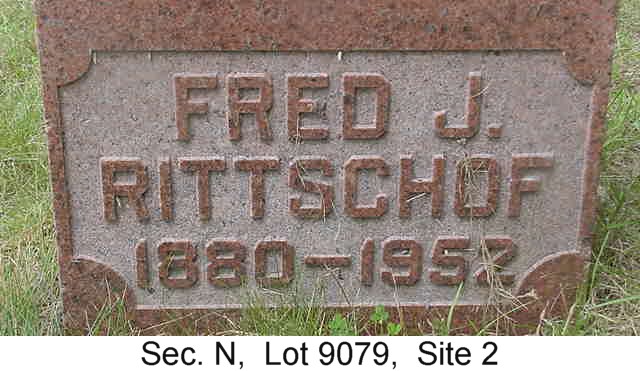 FRED J.
RITTSCHOF
1880–1952
Sec. N, Lot 9079, Site 2